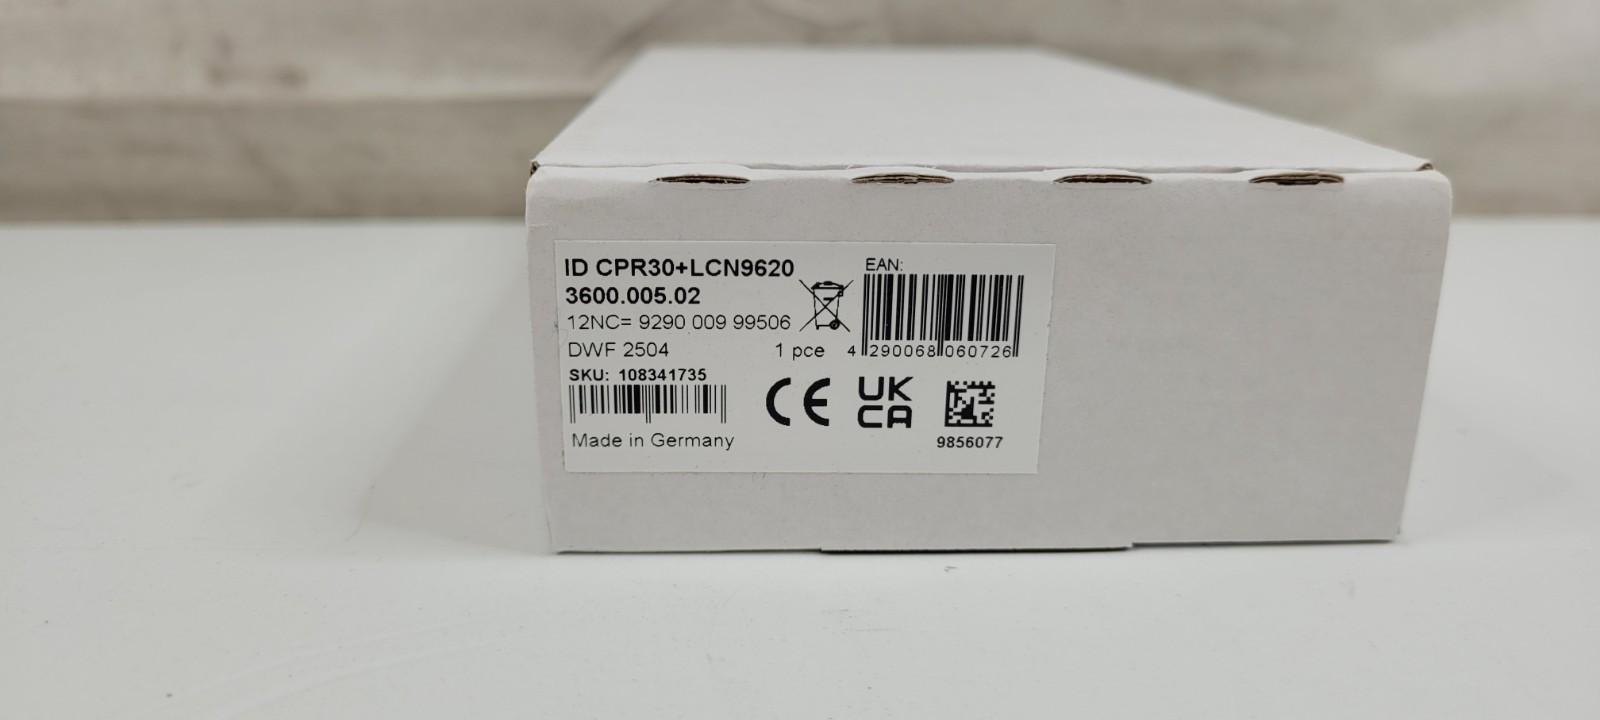 ID CPR30+LCN9620
3600.005.02
12NC= 9290 009 99506
DWF 2504
1 pce
SKU: 108341735
Made in Germany
EAN:
4 290068 060726
CE
UK
CA
9856077